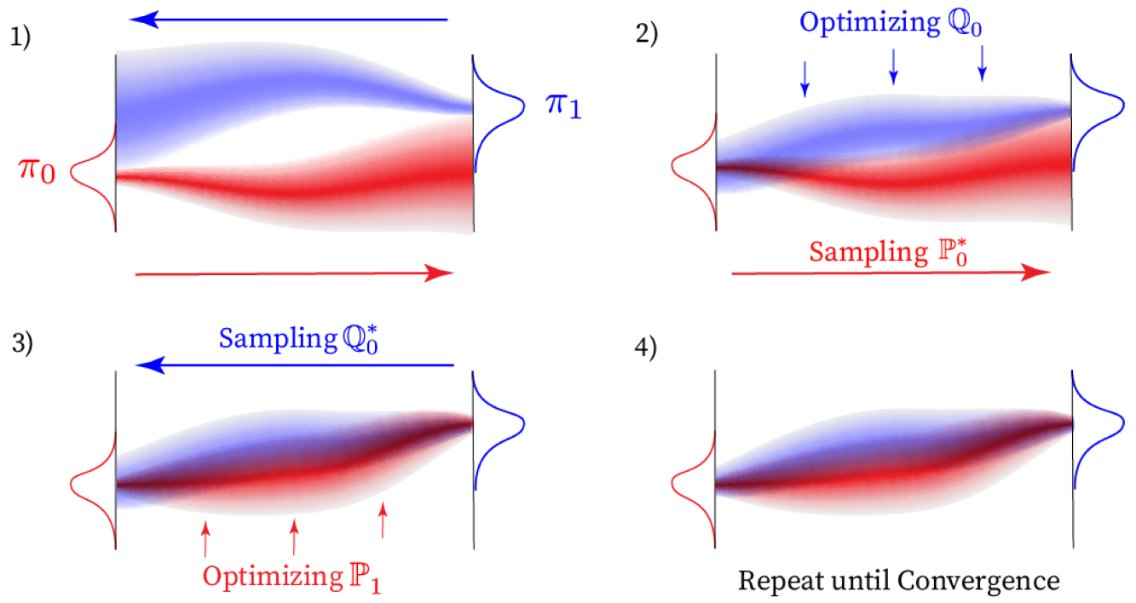 1)
π₀
π₁
2)
Optimizing ℚ₀
Sampling ℙ₀*
3)
Sampling ℚ₀*
Optimizing ℙ₁
4)
Repeat until Convergence